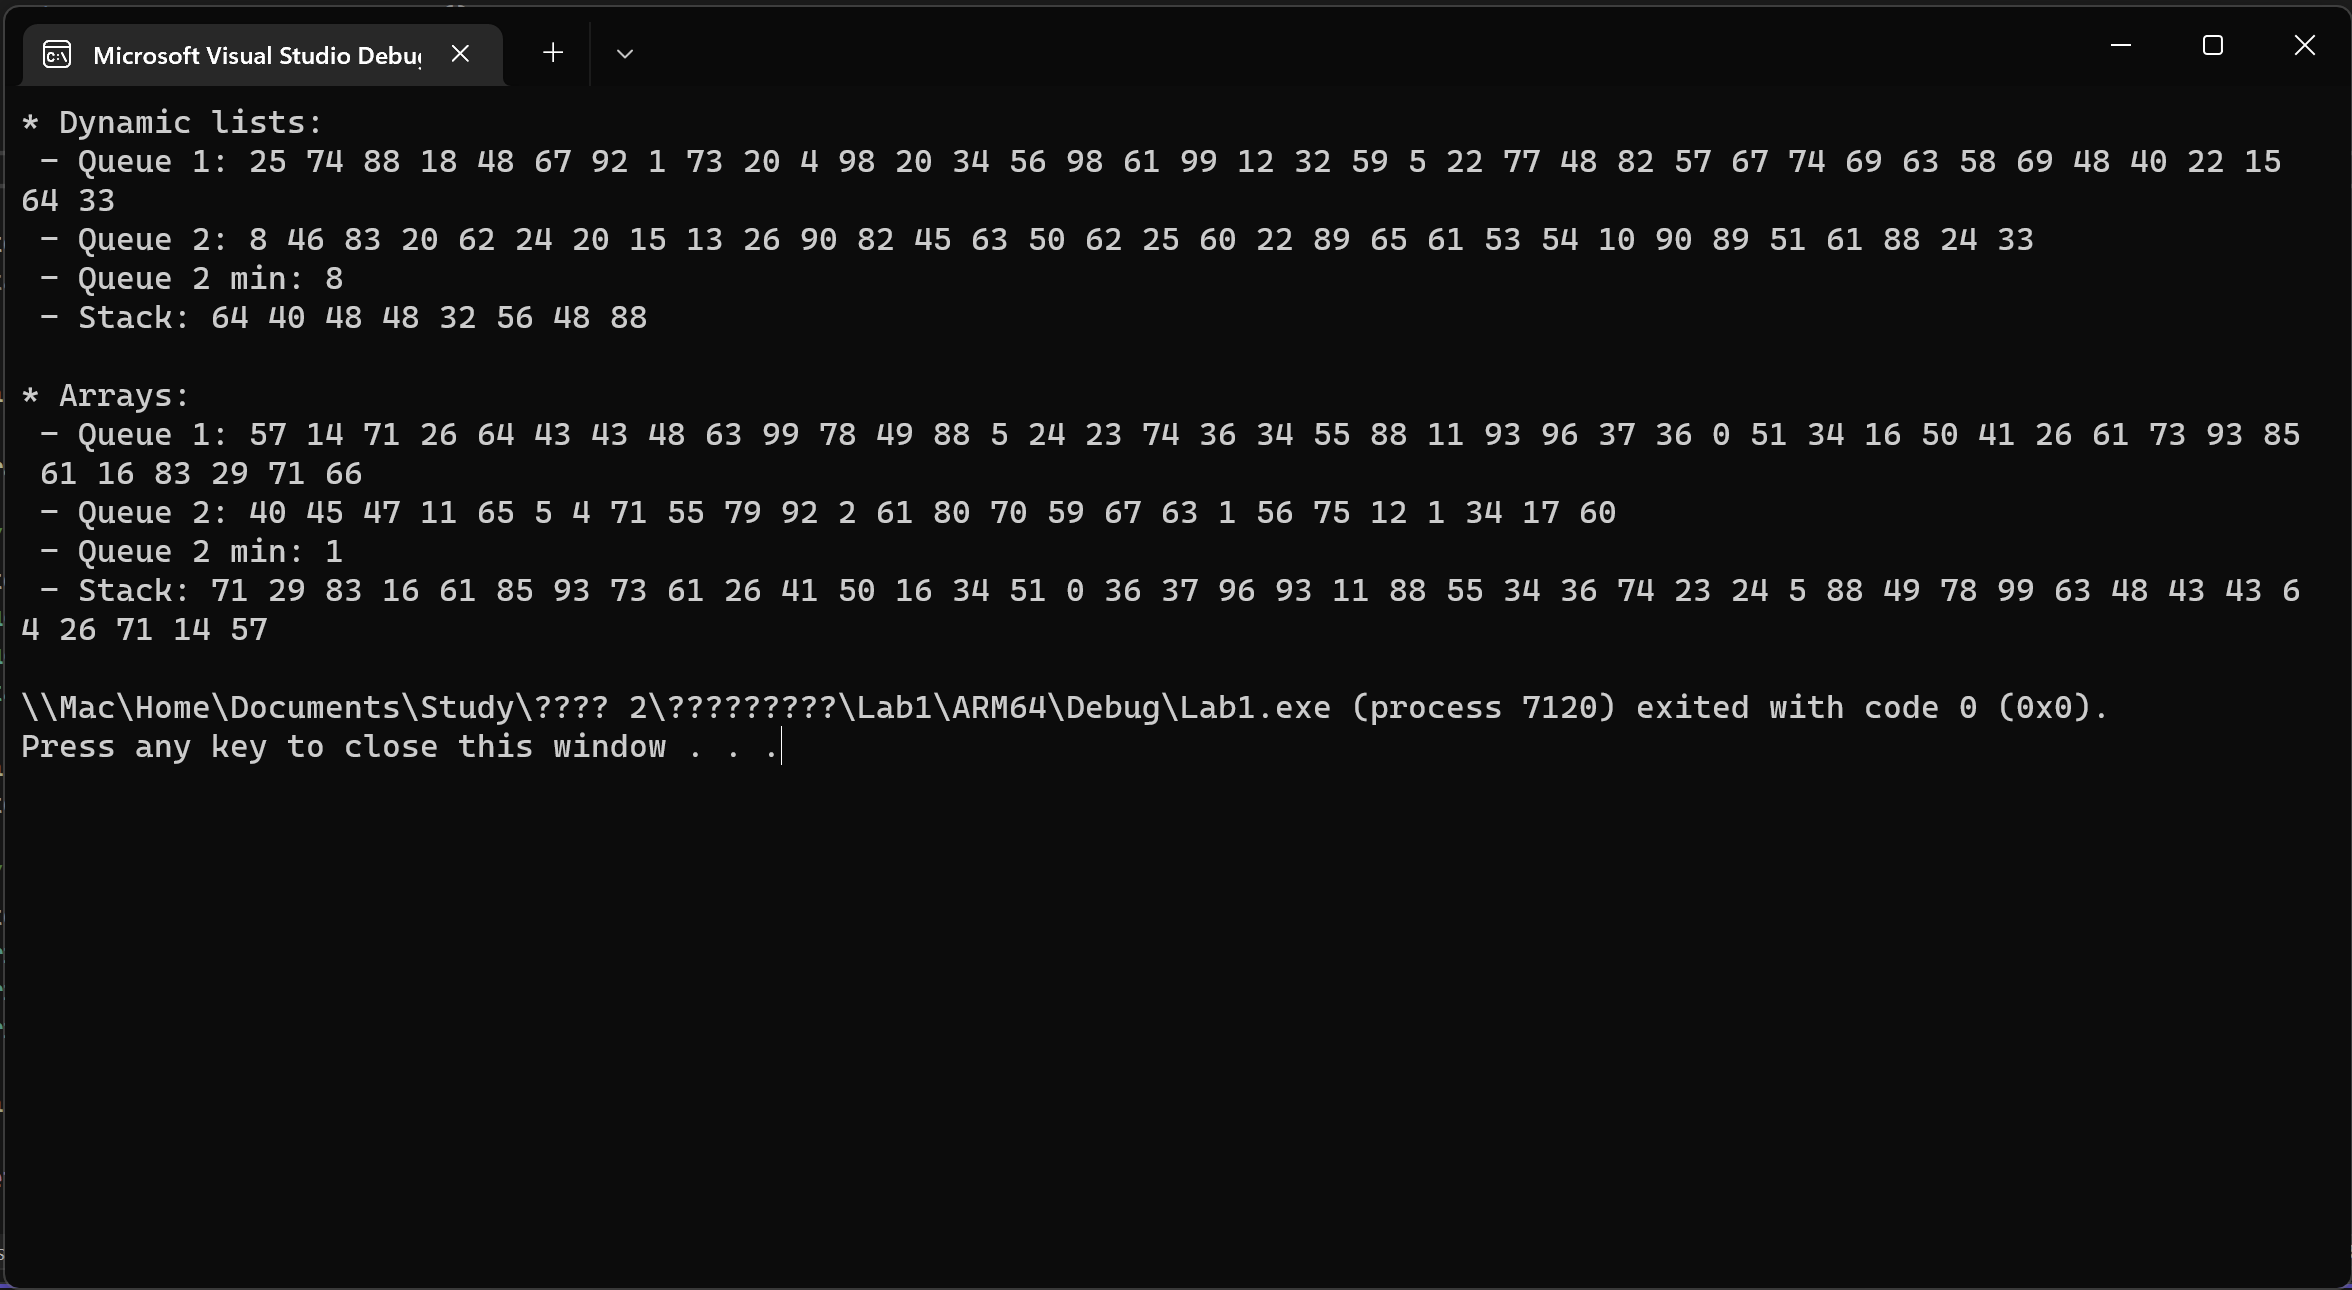 Microsoft Visual Studio Debug
* Dynamic lists:
 - Queue 1: 25 74 88 18 48 67 92 1 73 20 4 98 20 34 56 98 61 99 12 32 59 5 22 77 48 82 57 67 74 69 63 58 69 48 40 22 15
64 33
 - Queue 2: 8 46 83 20 62 24 20 15 13 26 90 82 45 63 50 62 25 60 22 89 65 61 53 54 10 90 89 51 61 88 24 33
 - Queue 2 min: 8
 - Stack: 64 40 48 48 32 56 48 88
* Arrays:
 - Queue 1: 57 14 71 26 64 43 43 48 63 99 78 49 88 5 24 23 74 36 34 55 88 11 93 96 37 36 0 51 34 16 50 41 26 61 73 93 85
 61 16 83 29 71 66
 - Queue 2: 40 45 47 11 65 5 4 71 55 79 92 2 61 80 70 59 67 63 1 56 75 12 1 34 17 60
 - Queue 2 min: 1
 - Stack: 71 29 83 16 61 85 93 73 61 26 41 50 16 34 51 0 36 37 96 93 11 88 55 34 36 74 23 24 5 88 49 78 99 63 48 43 43 6
4 26 71 14 57
\\Mac\Home\Documents\Study\???? 2\?????????\Lab1\ARM64\Debug\Lab1.exe (process 7120) exited with code 0 (0x0).
Press any key to close this window . . .